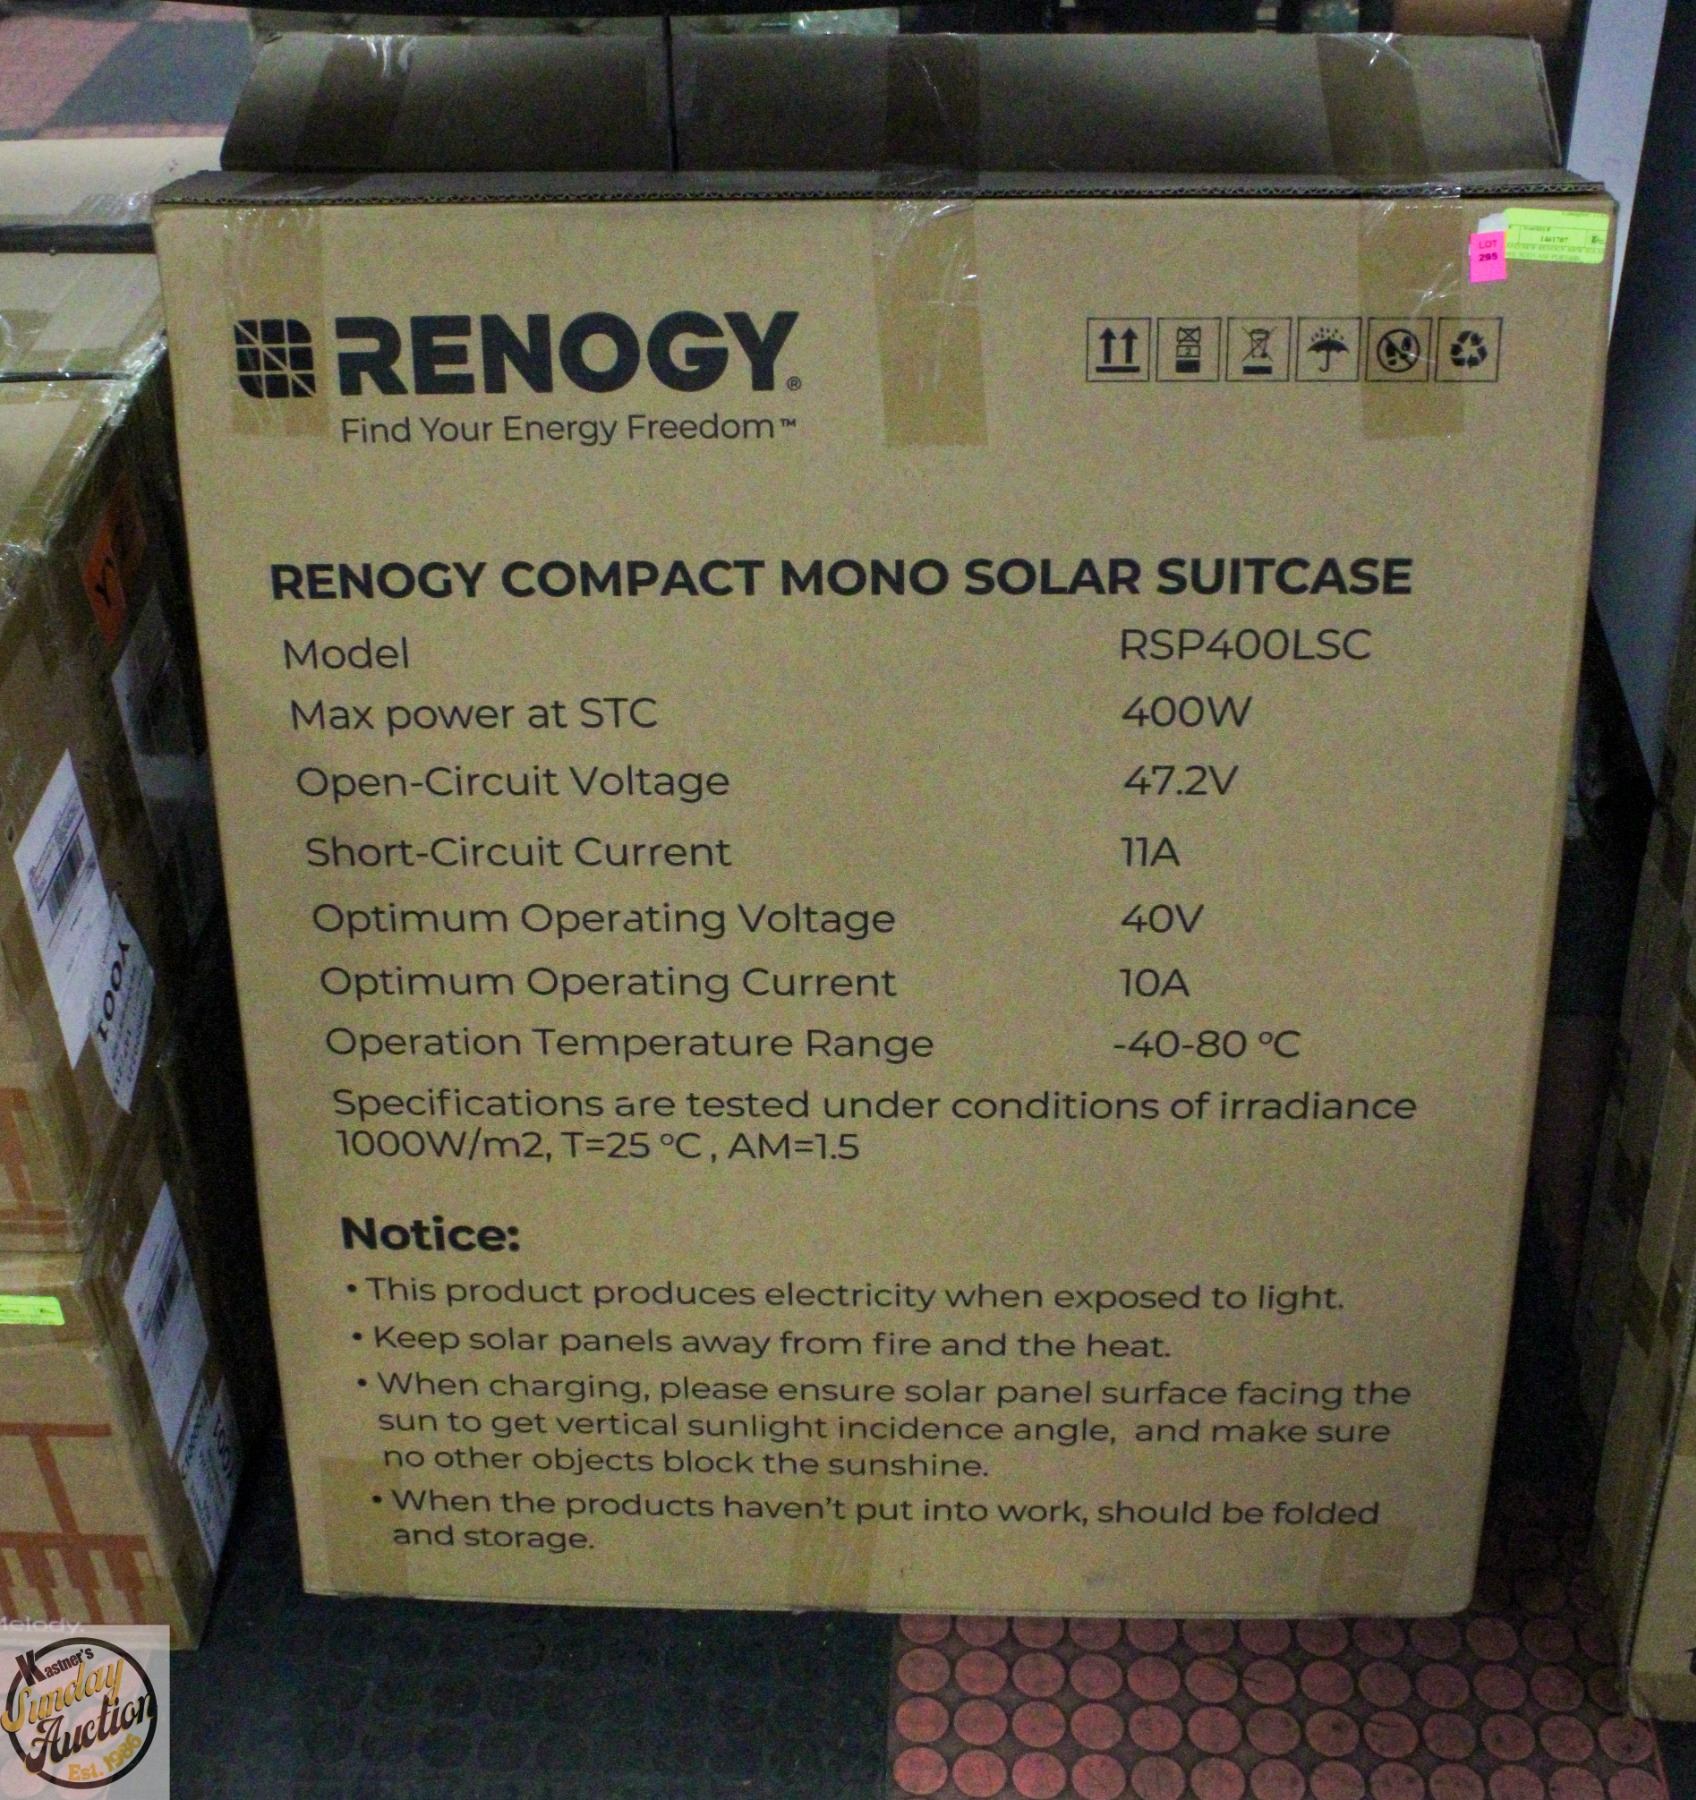 LOT
295
1441707
RENOGY®
Find Your Energy Freedom™
RENOGY COMPACT MONO SOLAR SUITCASE
Model RSP400LSC
Max power at STC 400W
Open-Circuit Voltage 47.2V
Short-Circuit Current 11A
Optimum Operating Voltage 40V
Optimum Operating Current 10A
Operation Temperature Range -40-80 °C
Specifications are tested under conditions of irradiance
1000W/m2, T=25 °C, AM=1.5
Notice:
• This product produces electricity when exposed to light.
• Keep solar panels away from fire and the heat.
• When charging, please ensure solar panel surface facing the
sun to get vertical sunlight incidence angle, and make sure
no other objects block the sunshine.
• When the products haven't put into work, should be folded
and storage.
YOO1
Melody.
Kastner's
Sunday
Auction
Est. 1986